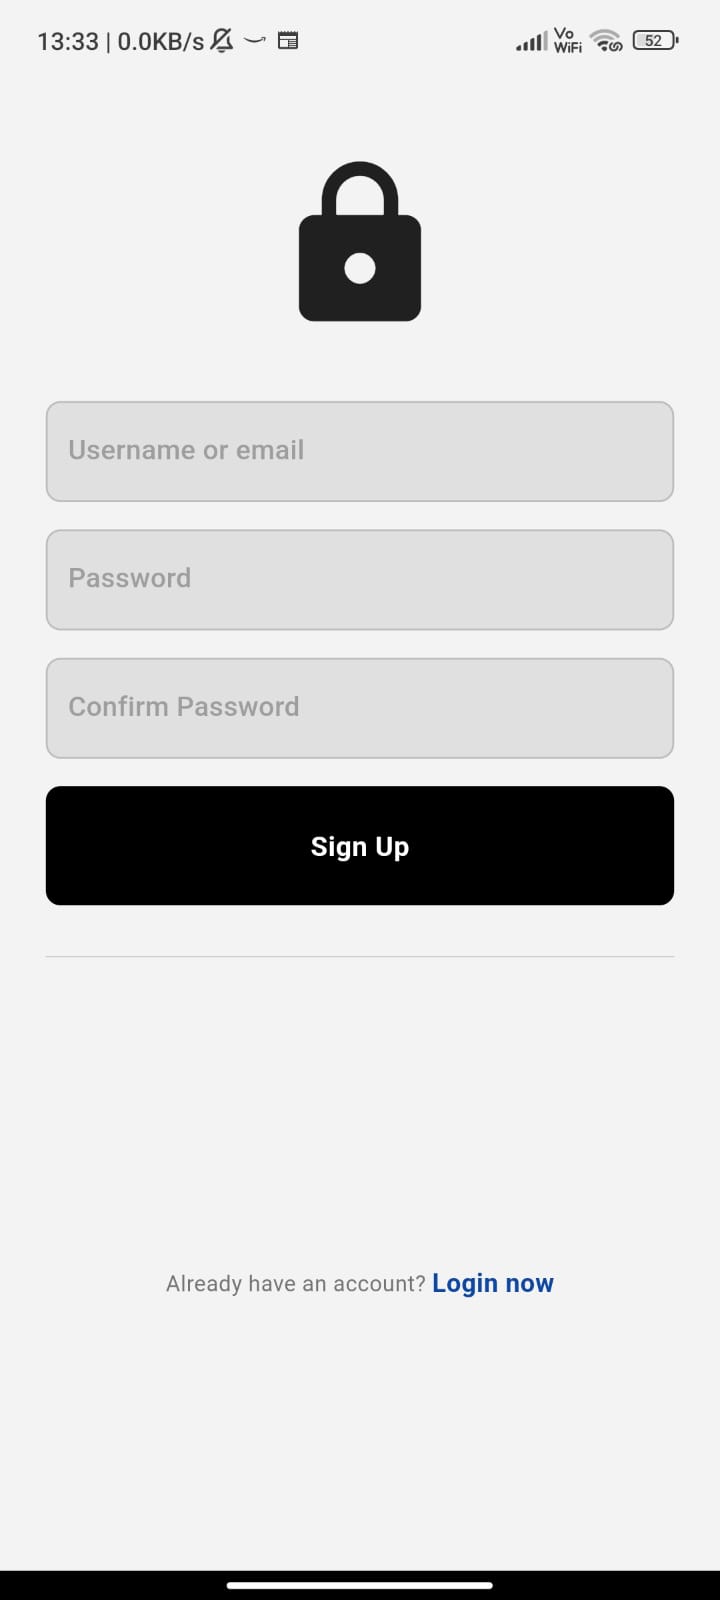 13:33 | 0.0KB/s Vo WiFi 52
Username or email
Password
Confirm Password
Sign Up
Already have an account? Login now